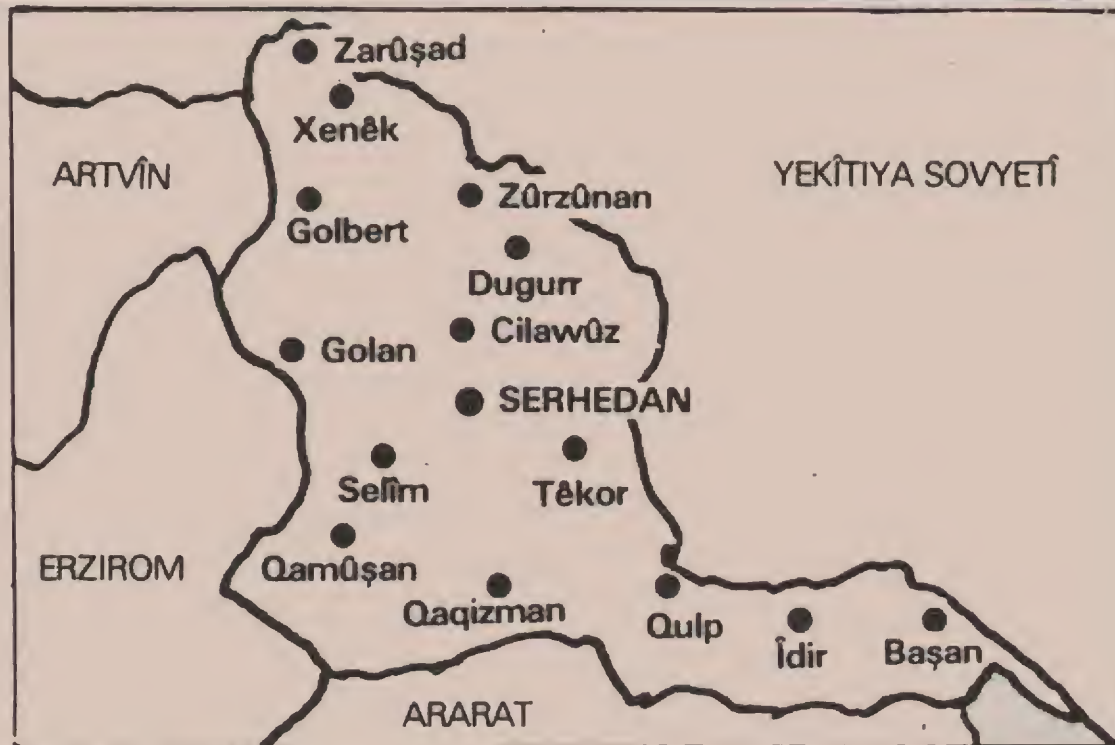 Zarûşad
Xenêk
ARTVÎN
YEKÎTIYA SOVYETÎ
Zûrzûnan
Golbert
Dugurr
Cilawûz
Golan
SERHEDAN
Selîm
Têkor
ERZIROM
Qamûşan
Qaqizman
Qulp
Îdir
Başan
ARARAT